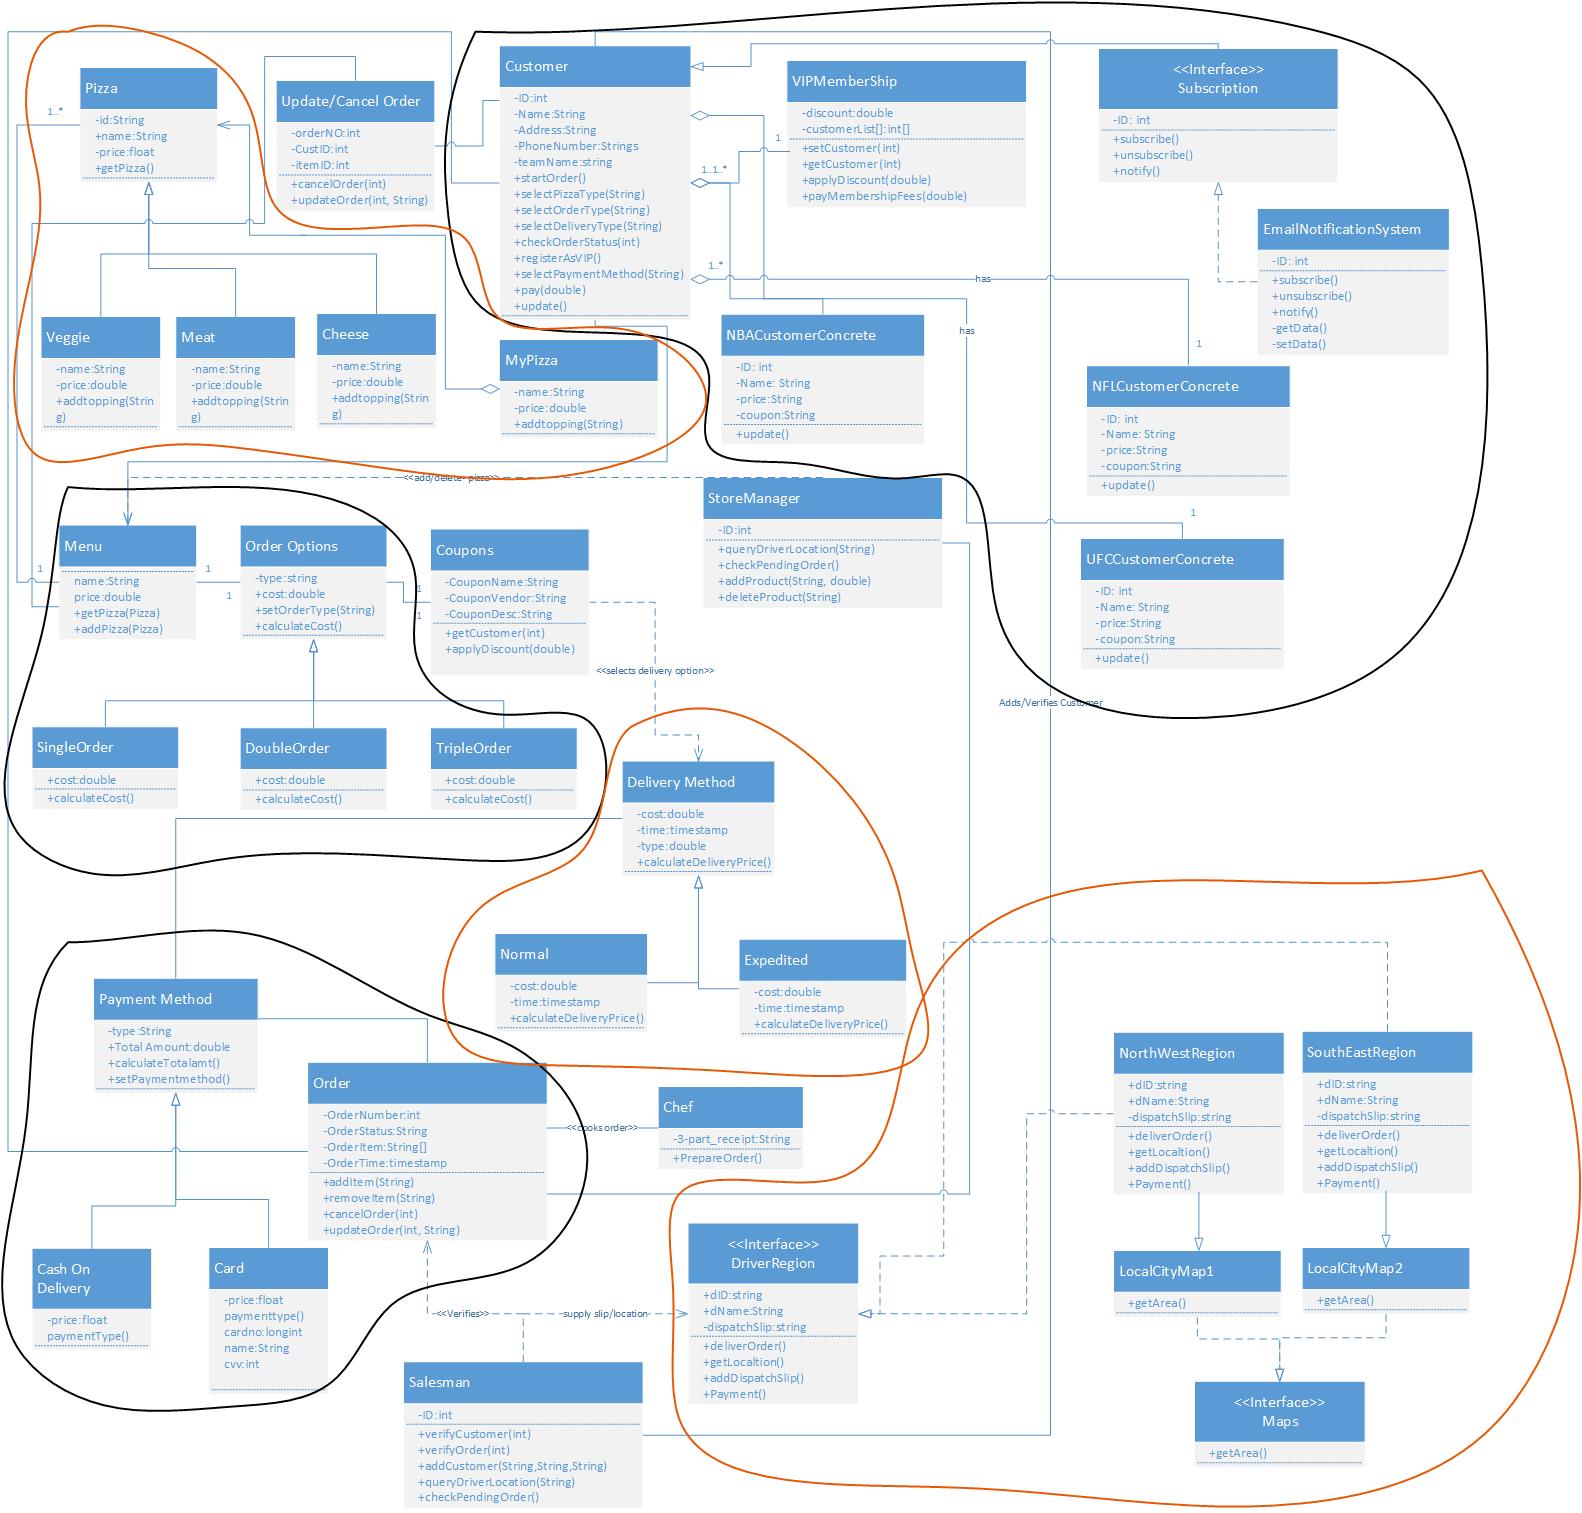 Pizza
-id:String
+name:String
-price:float
+getPizza()
1..*
Update/Cancel Order
-orderNO:int
-CustID:int
-itemID:int
+cancelOrder(int)
+updateOrder(int, String)
Customer
-ID:int
-Name:String
-Address:String
-PhoneNumber:Strings
-teamName:string
+startOrder()
+selectPizzaType(String)
+selectOrderType(String)
+selectDeliveryType(String)
+checkOrderStatus(int)
+registerAsVIP()
+selectPaymentMethod(String)
+pay(double)
+update()
VIPMemberShip
-discount:double
-customerList[]:int[]
+setCustomer(int)
+getCustomer(int)
+applyDiscount(double)
+payMembershipFees(double)
1
1..1..*
1..*
<<Interface>>
Subscription
-ID: int
+subscribe()
+unsubscribe()
+notify()
EmailNotificationSystem
-ID: int
+subscribe()
+unsubscribe()
+notify()
-getData()
-setData()
has
has
1
Veggie
-name:String
-price:double
+addtopping(Strin
g)
Meat
-name:String
-price:double
+addtopping(Strin
g)
Cheese
-name:String
-price:double
+addtopping(Strin
g)
MyPizza
-name:String
-price:double
+addtopping(String)
NBACustomerConcrete
-ID: int
-Name: String
-price:String
-coupon:String
+update()
NFLCustomerConcrete
-ID: int
-Name: String
-price:String
-coupon:String
+update()
<<add/delete- pizza>>
StoreManager
-ID:int
+queryDriverLocation(String)
+checkPendingOrder()
+addProduct(String, double)
+deleteProduct(String)
1
UFCCustomerConcrete
-ID: int
-Name: String
-price:String
-coupon:String
+update()
Menu
name:String
price:double
+getPizza(Pizza)
+addPizza(Pizza)
1
1
1
Order Options
-type:string
+cost:double
+setOrderType(String)
+calculateCost()
1
1
Coupons
-CouponName:String
-CouponVendor:String
-CouponDesc:String
+getCustomer(int)
+applyDiscount(double)
<<selects delivery option>>
Adds/Verifies Customer
SingleOrder
+cost:double
+calculateCost()
DoubleOrder
+cost:double
+calculateCost()
TripleOrder
+cost:double
+calculateCost()
Delivery Method
-cost:double
-time:timestamp
-type:double
+calculateDeliveryPrice()
Normal
-cost:double
-time:timestamp
+calculateDeliveryPrice()
Expedited
-cost:double
-time:timestamp
+calculateDeliveryPrice()
Payment Method
-type:String
+Total Amount:double
+calculateTotalamt()
+setPaymentmethod()
Order
-OrderNumber:int
-OrderStatus:String
-OrderItem:String[]
-OrderTime:timestamp
+addItem(String)
+removeItem(String)
+cancelOrder(int)
+updateOrder(int, String)
<<cooks order>>
Chef
-3-part_receipt:String
+PrepareOrder()
NorthWestRegion
+dID:string
+dName:String
-dispatchSlip:string
+deliverOrder()
+getLocaltion()
+addDispatchSlip()
+Payment()
SouthEastRegion
+dID:string
+dName:String
-dispatchSlip:string
+deliverOrder()
+getLocaltion()
+addDispatchSlip()
+Payment()
Cash On
Delivery
-price:float
paymentType()
Card
-price:float
paymenttype()
cardno:longint
name:String
cvv:int
<<Interface>>
DriverRegion
+dID:string
+dName:String
-dispatchSlip:string
+deliverOrder()
+getLocaltion()
+addDispatchSlip()
+Payment()
LocalCityMap1
+getArea()
LocalCityMap2
+getArea()
<<Verifies>>
supply slip/location
Salesman
-ID:int
+verifyCustomer(int)
+verifyOrder(int)
+addCustomer(String,String,String)
+queryDriverLocation(String)
+checkPendingOrder()
<<Interface>>
Maps
+getArea()